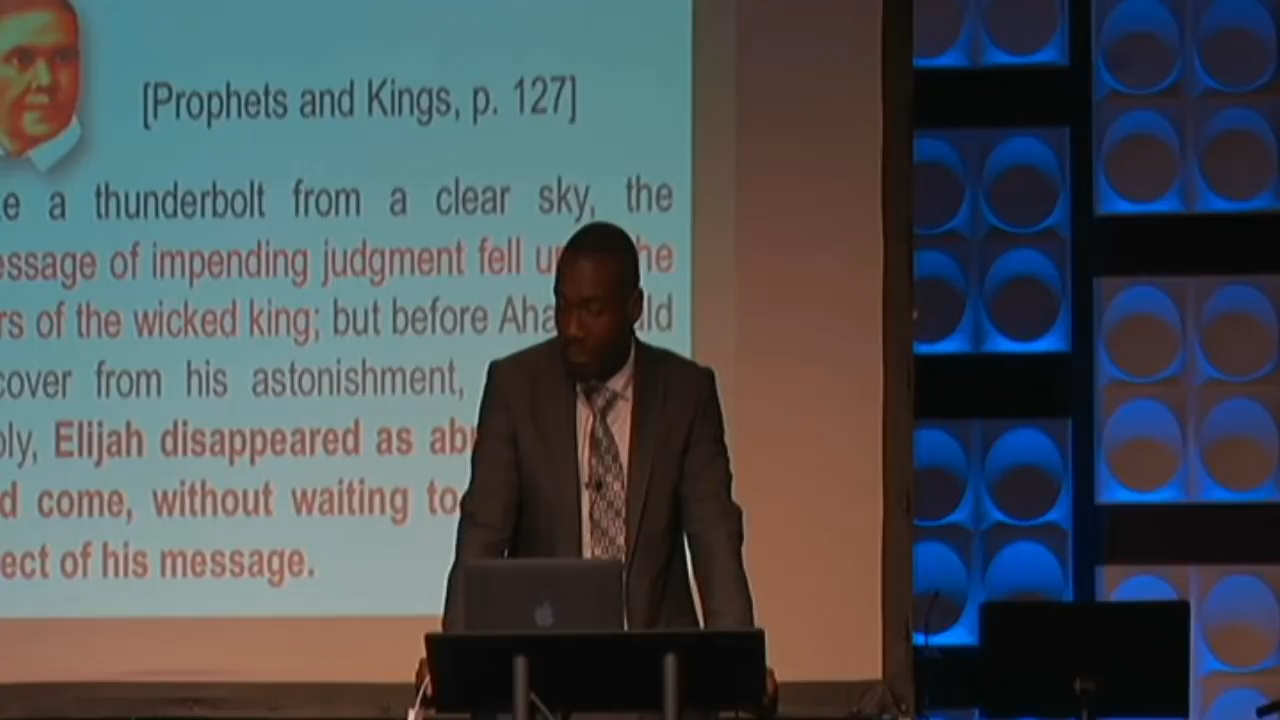 [Prophets and Kings, p. 127]
e a thunderbolt from a clear sky, the
essage of impending judgment fell u he
rs of the wicked king; but before Aha ld
cover from his astonishment,
bly, Elijah disappeared as ab
d come, without waiting to
ect of his message.